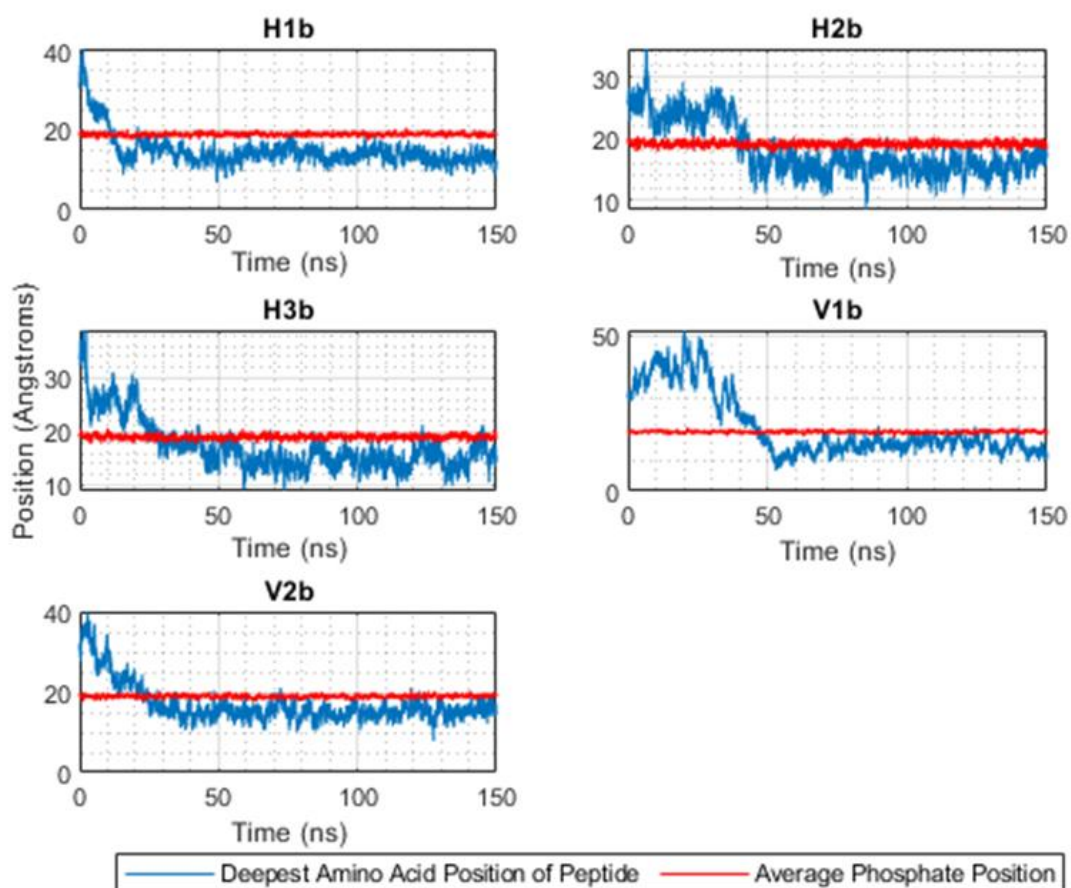 H1b
40
20
0
0 50 100 150
Time (ns)
H2b
30
20
10
0 50 100 150
Time (ns)
Position (Angstroms)
H3b
30
20
10
0 50 100 150
Time (ns)
V1b
50
0
0 50 100 150
Time (ns)
V2b
40
20
0
0 50 100 150
Time (ns)
Deepest Amino Acid Position of Peptide
Average Phosphate Position